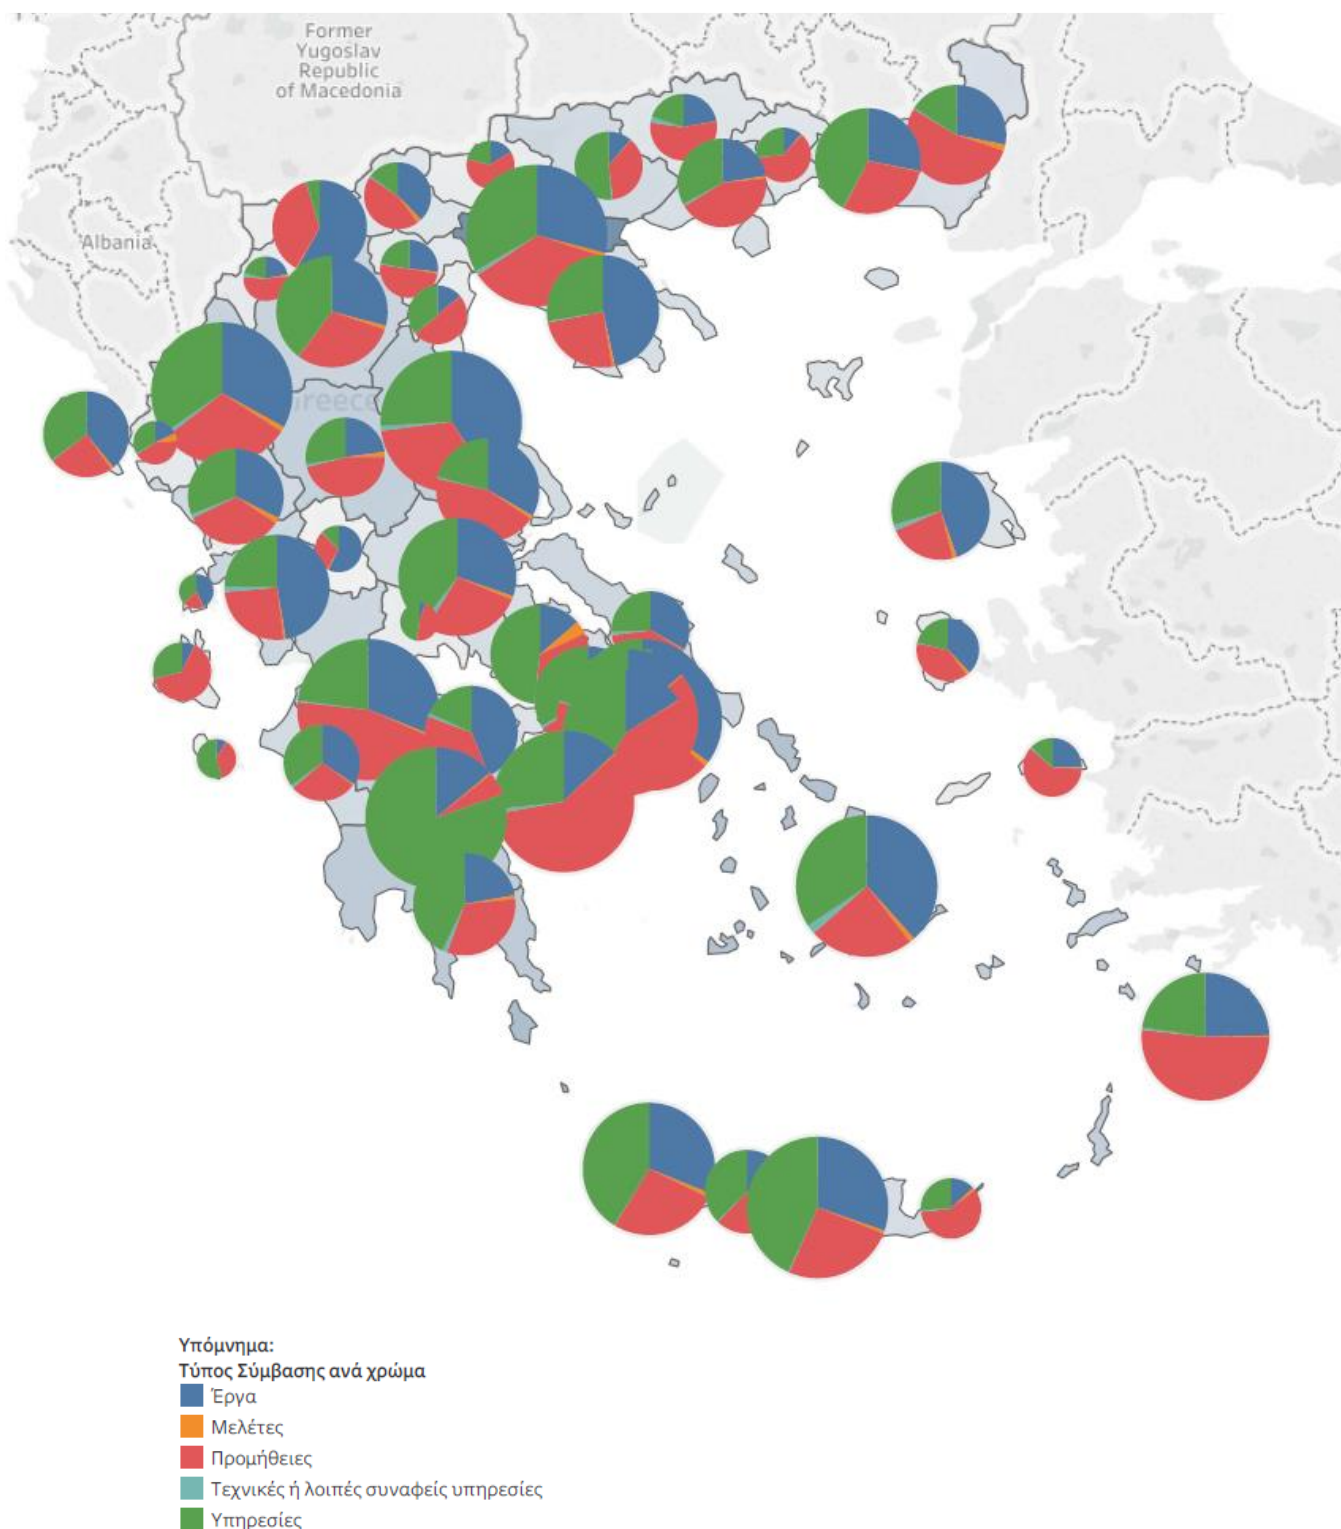 Former
Yugoslav
Republic
of Macedonia
Albania
Greece
Υπόμνημα:
Τύπος Σύμβασης ανά χρώμα
Έργα
Μελέτες
Προμήθειες
Τεχνικές ή λοιπές συναφείς υπηρεσίες
Υπηρεσίες